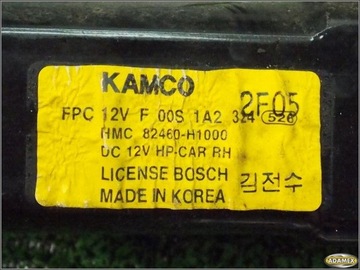 KAMCO
2F05
FPC 12V F 00S 1A2 324 526
HMC 82460-H1000
DC 12V HP-CAR RH
LICENSE BOSCH
김전수
MADE IN KOREA
ADAMEX